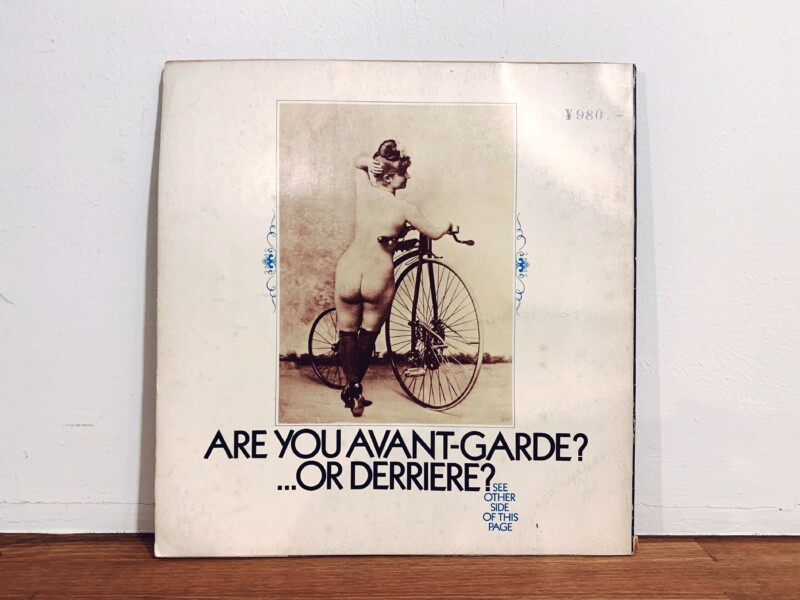 ¥980.-
ARE YOU AVANT-GARDE?
...OR DERRIERE?
SEE
OTHER
SIDE
OF THIS
PAGE